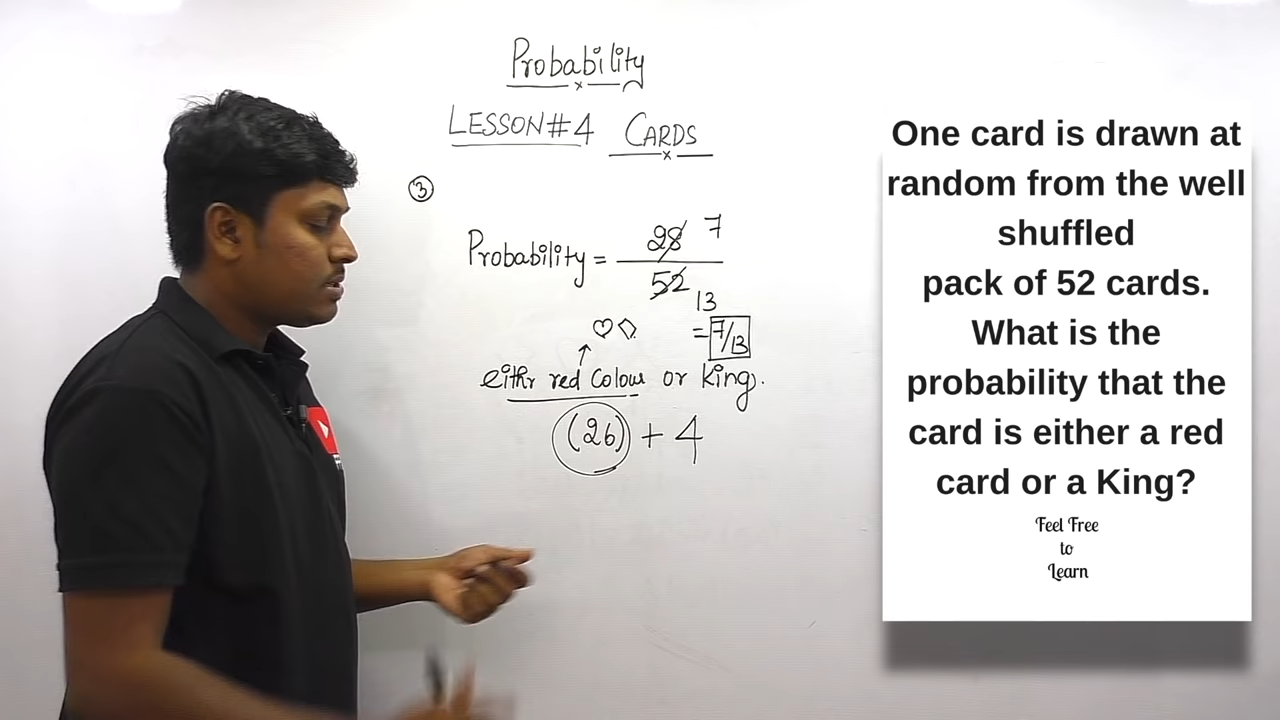 Probability
LESSON#4 CARDS
3
Probability = 28/52 7
13
= 7/13
eithr red Colour or King.
(26) + 4
One card is drawn at
random from the well
shuffled
pack of 52 cards.
What is the
probability that the
card is either a red
card or a King?
Feel Free
to
Learn